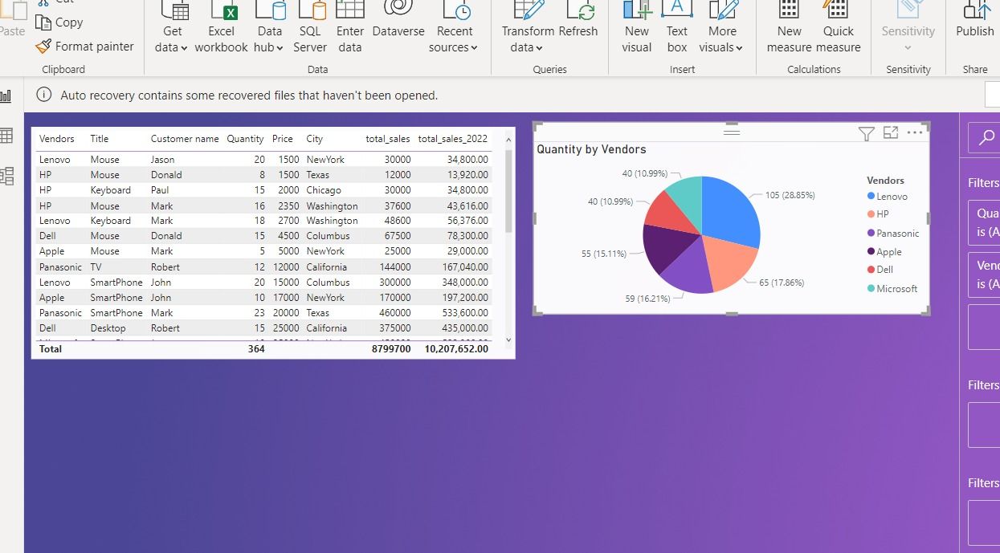 Cut
Paste
Copy
Format painter
Clipboard
Get data
Excel workbook
Data hub
SQL Server
Enter data
Dataverse
Recent sources
Data
Transform data
Refresh
Queries
New visual
Text box
More visuals
Insert
New measure
Quick measure
Calculations
Sensitivity
Sensitivity
Publish
Share
Auto recovery contains some recovered files that haven't been opened.
Vendors Title Customer name Quantity Price City total_sales total_sales_2022
Lenovo Mouse Jason 20 1500 NewYork 30000 34,800.00
HP Mouse Donald 8 1500 Texas 12000 13,920.00
HP Keyboard Paul 15 2000 Chicago 30000 34,800.00
HP Mouse Mark 16 2350 Washington 37600 43,616.00
Lenovo Keyboard Mark 18 2700 Washington 48600 56,376.00
Dell Mouse Donald 15 4500 Columbus 67500 78,300.00
Apple Mouse Mark 5 5000 NewYork 25000 29,000.00
Panasonic TV Robert 12 12000 California 144000 167,040.00
Lenovo SmartPhone John 20 15000 Columbus 300000 348,000.00
Apple SmartPhone John 10 17000 NewYork 170000 197,200.00
Panasonic SmartPhone Mark 23 20000 Texas 460000 533,600.00
Dell Desktop Robert 15 25000 California 375000 435,000.00
Total 364 8799700 10,207,652.00
Quantity by Vendors
40 (10.99%)
105 (28.85%)
40 (10.99%)
55 (15.11%)
65 (17.86%)
59 (16.21%)
Vendors
Lenovo
HP
Panasonic
Apple
Dell
Microsoft
Filters
Qua
is (A
Vend
is (A
Filters
Filters